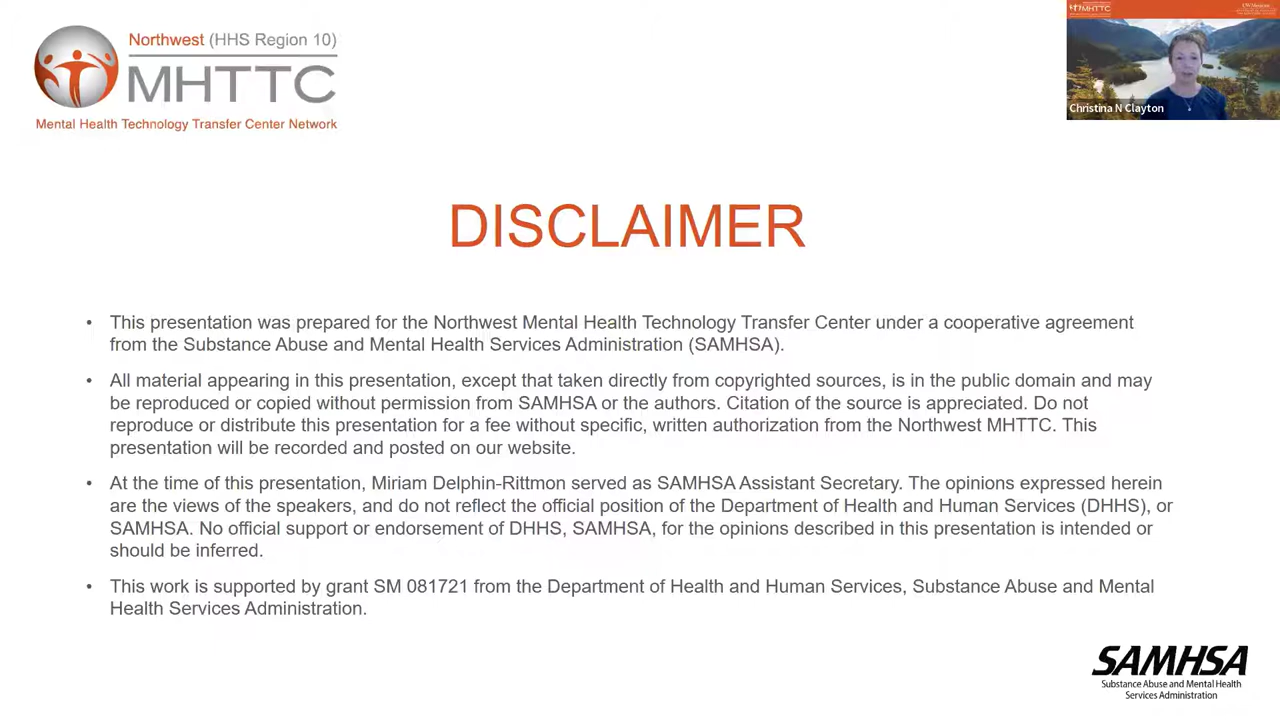 Northwest (HHS Region 10)
MHTTC
Mental Health Technology Transfer Center Network
MHTTC
Christina N Clayton
DISCLAIMER
• This presentation was prepared for the Northwest Mental Health Technology Transfer Center under a cooperative agreement
from the Substance Abuse and Mental Health Services Administration (SAMHSA).
• All material appearing in this presentation, except that taken directly from copyrighted sources, is in the public domain and may
be reproduced or copied without permission from SAMHSA or the authors. Citation of the source is appreciated. Do not
reproduce or distribute this presentation for a fee without specific, written authorization from the Northwest MHTTC. This
presentation will be recorded and posted on our website.
• At the time of this presentation, Miriam Delphin-Rittmon served as SAMHSA Assistant Secretary. The opinions expressed herein
are the views of the speakers, and do not reflect the official position of the Department of Health and Human Services (DHHS), or
SAMHSA. No official support or endorsement of DHHS, SAMHSA, for the opinions described in this presentation is intended or
should be inferred.
• This work is supported by grant SM 081721 from the Department of Health and Human Services, Substance Abuse and Mental
Health Services Administration.
SAMHSA
Substance Abuse and Mental Health
Services Administration